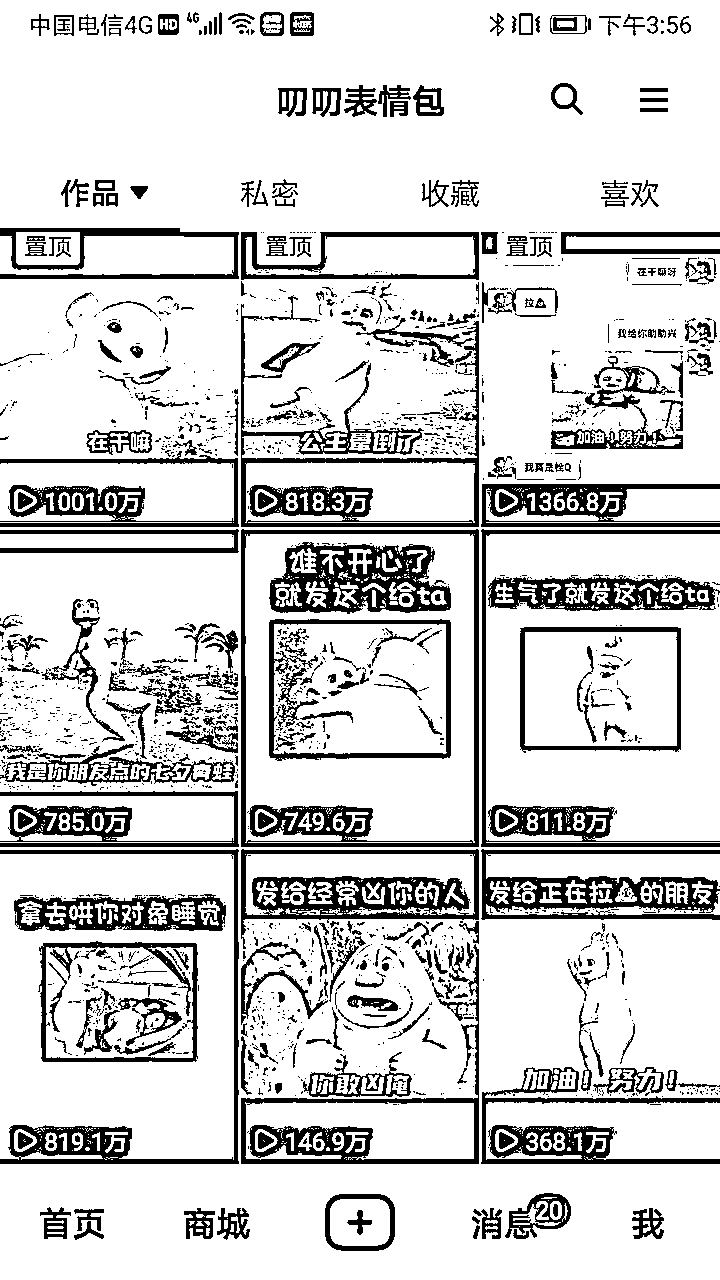 中国电信4G HD 4G 下午3:56
叨叨表情包
作品 私密 收藏 喜欢
置顶 置顶 置顶
在干嘛呀
拉
我给你助助兴
在干嘛
公主晕倒了
加油！努力！
我真是栓Q
1001.0万 818.3万 1366.8万
谁不开心了
就发这个给ta
生气了就发这个给ta
我是你朋友点的七夕青蛙
785.0万 749.6万 811.8万
拿去哄你对象睡觉
发给经常凶你的人
发给正在拉的朋友
你敢凶俺
加油！努力！
819.1万 146.9万 368.1万
首页 商城 消息 20 我